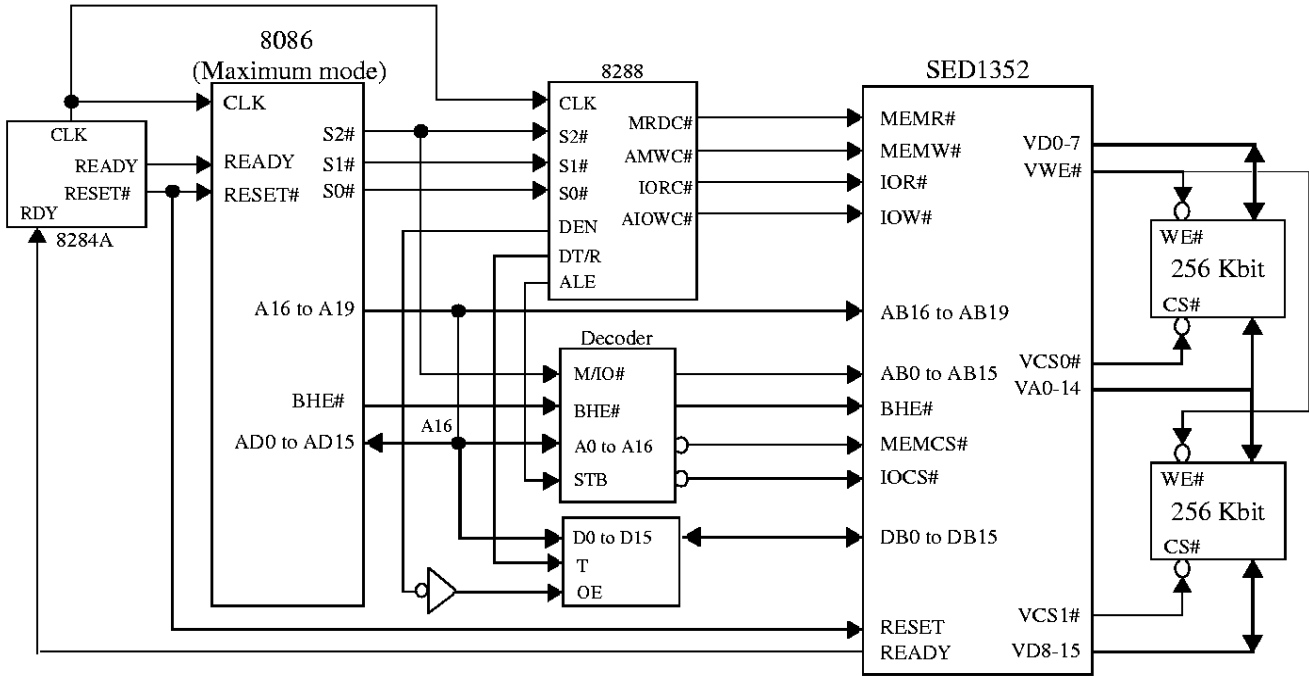 8086
(Maximum mode)
CLK
READY
RESET#
S2#
S1#
S0#
A16 to A19
BHE#
AD0 to AD15
CLK
READY
RESET#
RDY
8284A
8288
CLK
S2#
S1#
S0#
DEN
DT/R
ALE
MRDC#
AMWC#
IORC#
AIOWC#
Decoder
M/IO#
BHE#
A0 to A16
STB
A16
D0 to D15
T
OE
SED1352
MEMR#
MEMW#
IOR#
IOW#
AB16 to AB19
AB0 to AB15
BHE#
MEMCS#
IOCS#
DB0 to DB15
RESET
READY
VD0-7
VWE#
VCS0#
VA0-14
VCS1#
VD8-15
WE#
256 Kbit
CS#
WE#
256 Kbit
CS#